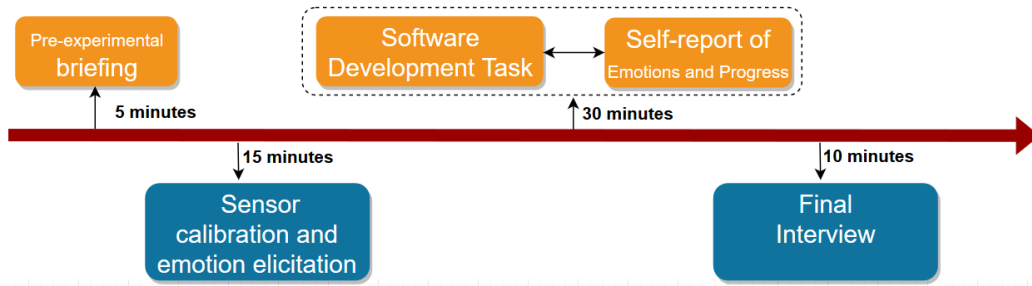 Pre-experimental
briefing
5 minutes
Software
Development Task
Self-report of
Emotions and Progress
30 minutes
15 minutes
Sensor
calibration and
emotion elicitation
10 minutes
Final
Interview